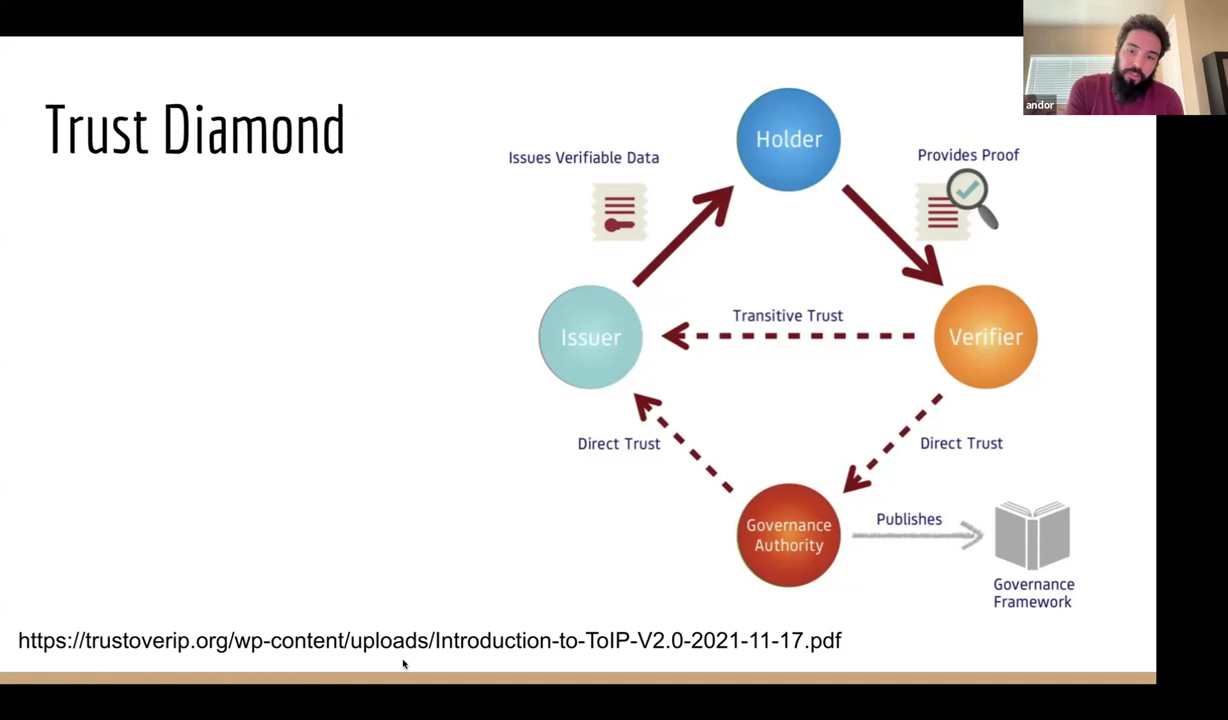 Trust Diamond
Holder
Issues Verifiable Data
Provides Proof
Transitive Trust
Issuer
Verifier
Direct Trust
Direct Trust
Governance
Authority
Publishes
Governance
Framework
https://trustoverip.org/wp-content/uploads/Introduction-to-ToIP-V2.0-2021-11-17.pdf
andor